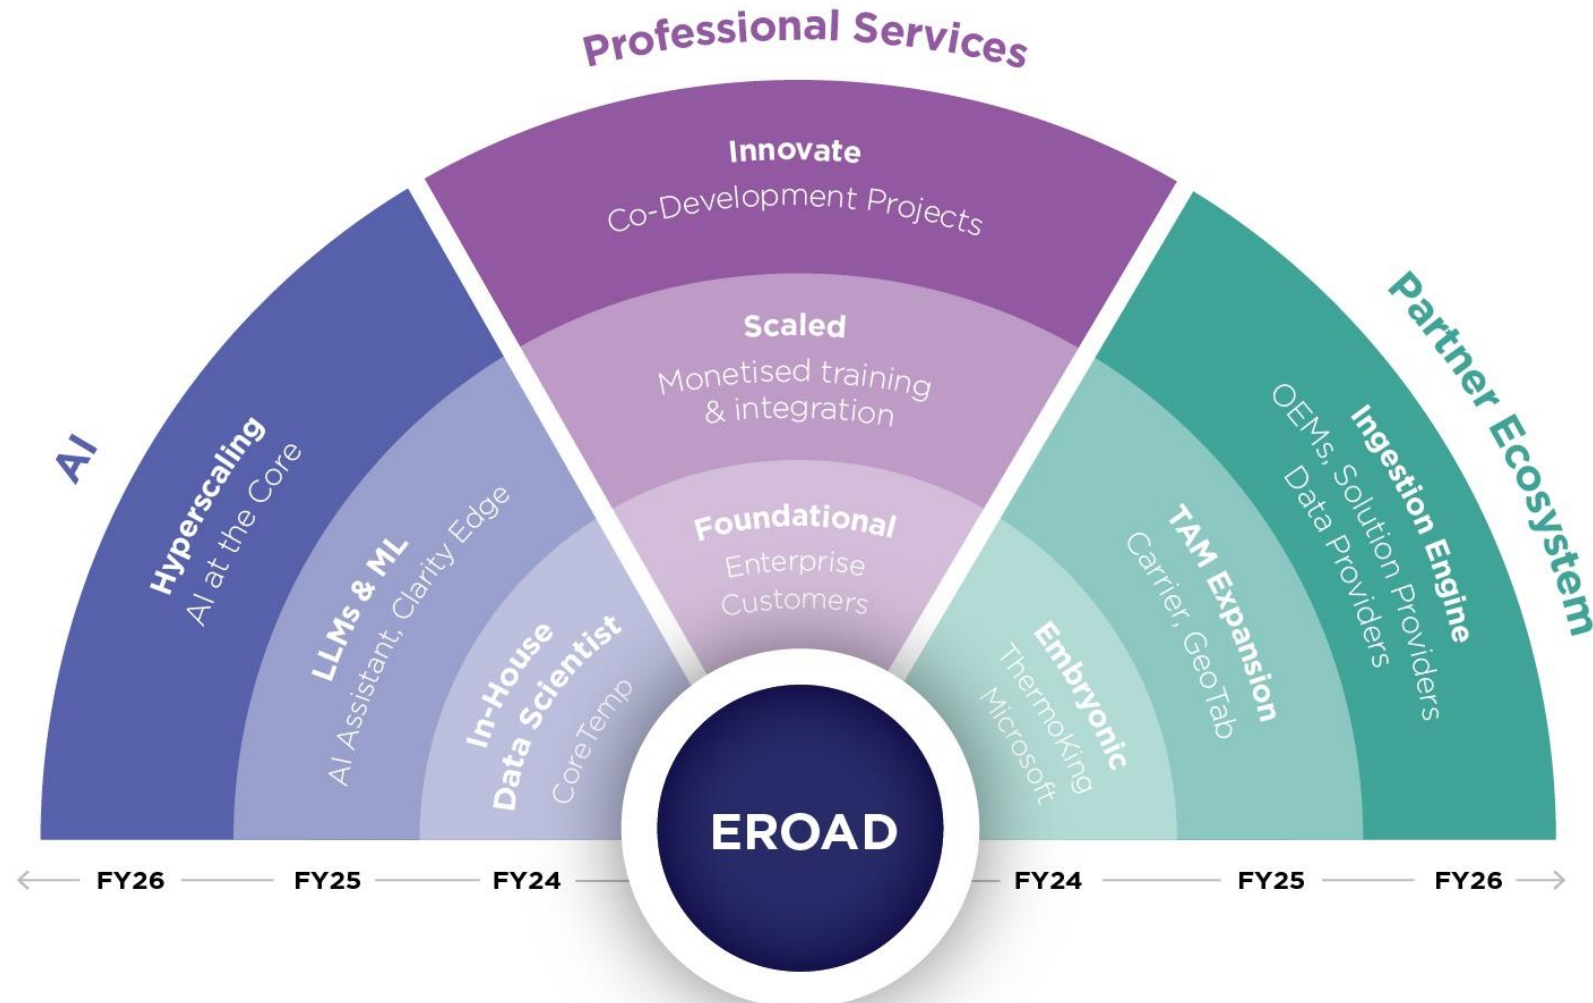 Professional Services
Innovate
Co-Development Projects
Scaled
Monetised training
& integration
Foundational
Enterprise
Customers
AI
Hyperscaling
AI at the Core
LLMs & ML
AI Assistant, Clarity Edge
In-House
Data Scientist
CoreTemp
Partner Ecosystem
Ingestion Engine
OEMs, Solution Providers
Data Providers
TAM Expansion
Carrier, GeoTab
Embryonic
ThermoKing
Microsoft
EROAD
FY26 FY25 FY24 FY24 FY25 FY26